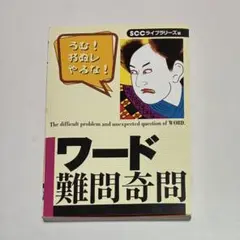 SCCライブラリーズ
うむ！
おぬし
やるな！
The difficult problem and unexpected question of WORD.
ワード
難問奇問